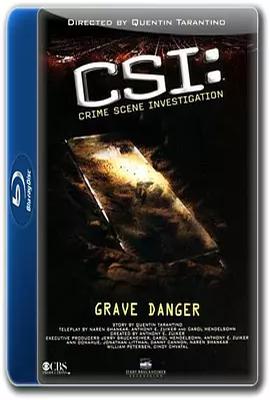 DIRECTED BY QUENTIN TARANTINO
CSI:
CRIME SCENE INVESTIGATION
Blu-ray Disc
GRAVE DANGER
STORY BY QUENTIN TARANTINO
TELEPLAY BY NAREN SHANKAR, ANTHONY E. ZUIKER AND CAROL MENDELSOHN
CREATED BY ANTHONY E. ZUIKER
EXECUTIVE PRODUCERS JERRY BRUCKHEIMER, CAROL MENDELSOHN, ANTHONY E. ZUIKER
ANN DONAHUE, JONATHAN LITTMAN, DANNY CANNON, NAREN SHANKAR
WILLIAM PETERSEN, CINDY CHVATAL
CBS
JERRY BRUCKHEIMER